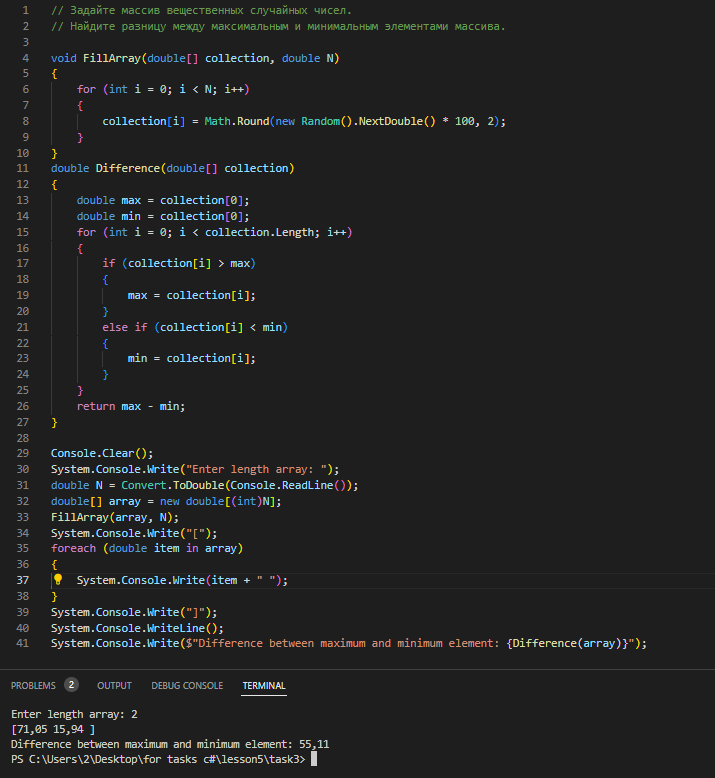 1 // Задайте массив вещественных случайных чисел.
2 // Найдите разницу между максимальным и минимальным элементами массива.
3
4 void FillArray(double[] collection, double N)
5 {
6 for (int i = 0; i < N; i++)
7 {
8 collection[i] = Math.Round(new Random().NextDouble() * 100, 2);
9 }
10 }
11 double Difference(double[] collection)
12 {
13 double max = collection[0];
14 double min = collection[0];
15 for (int i = 0; i < collection.Length; i++)
16 {
17 if (collection[i] > max)
18 {
19 max = collection[i];
20 }
21 else if (collection[i] < min)
22 {
23 min = collection[i];
24 }
25 }
26 return max - min;
27 }
28
29 Console.Clear();
30 System.Console.Write("Enter length array: ");
31 double N = Convert.ToDouble(Console.ReadLine());
32 double[] array = new double[(int)N];
33 FillArray(array, N);
34 System.Console.Write("[");
35 foreach (double item in array)
36 {
37 System.Console.Write(item + " ");
38 }
39 System.Console.Write("]");
40 System.Console.WriteLine();
41 System.Console.Write($"Difference between maximum and minimum element: {Difference(array)}");
PROBLEMS 2 OUTPUT DEBUG CONSOLE TERMINAL
Enter length array: 2
[71,05 15,94 ]
Difference between maximum and minimum element: 55,11
PS C:\Users\2\Desktop\for tasks c#\lesson5\task3>